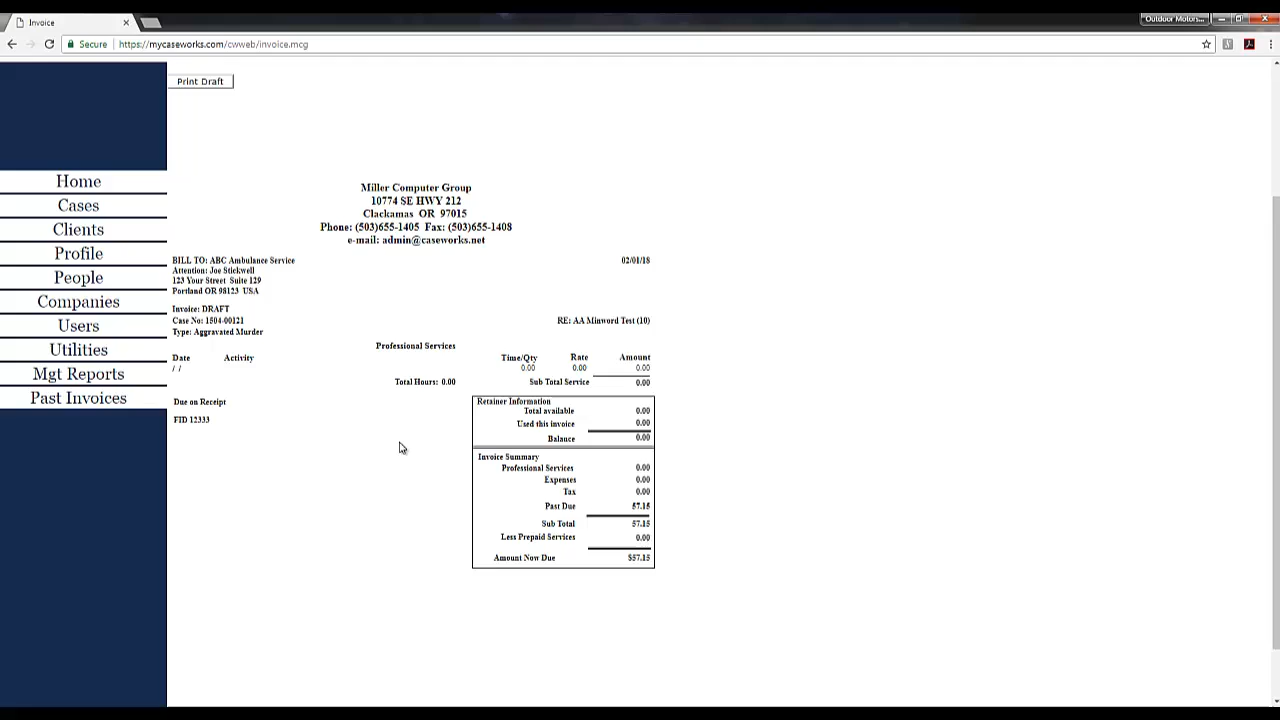 Invoice
Outdoor Motors...
Secure
https://mycaseworks.com/cwweb/invoice.mcg
Print Draft
Home
Cases
Clients
Profile
People
Companies
Users
Utilities
Mgt Reports
Past Invoices
Miller Computer Group
10774 SE HWY 212
Clackamas OR 97015
Phone: (503)655-1405 Fax: (503)655-1408
e-mail: admin@caseworks.net
BILL TO: ABC Ambulance Service 02/01/18
Attention: Joe Stickwell
123 Your Street Suite 129
Portland OR 98123 USA
Invoice: DRAFT
Case No: 1504-00121 RE: AA Minword Test (10)
Type: Aggravated Murder
Professional Services
Date Activity Time/Qty Rate Amount
/ / 0.00 0.00 0.00
Total Hours: 0.00 Sub Total Service 0.00
Due on Receipt
FID 12333
Retainer Information
Total available 0.00
Used this invoice 0.00
Balance 0.00
Invoice Summary
Professional Services 0.00
Expenses 0.00
Tax 0.00
Past Due 57.15
Sub Total 57.15
Less Prepaid Services 0.00
Amount Now Due $57.15